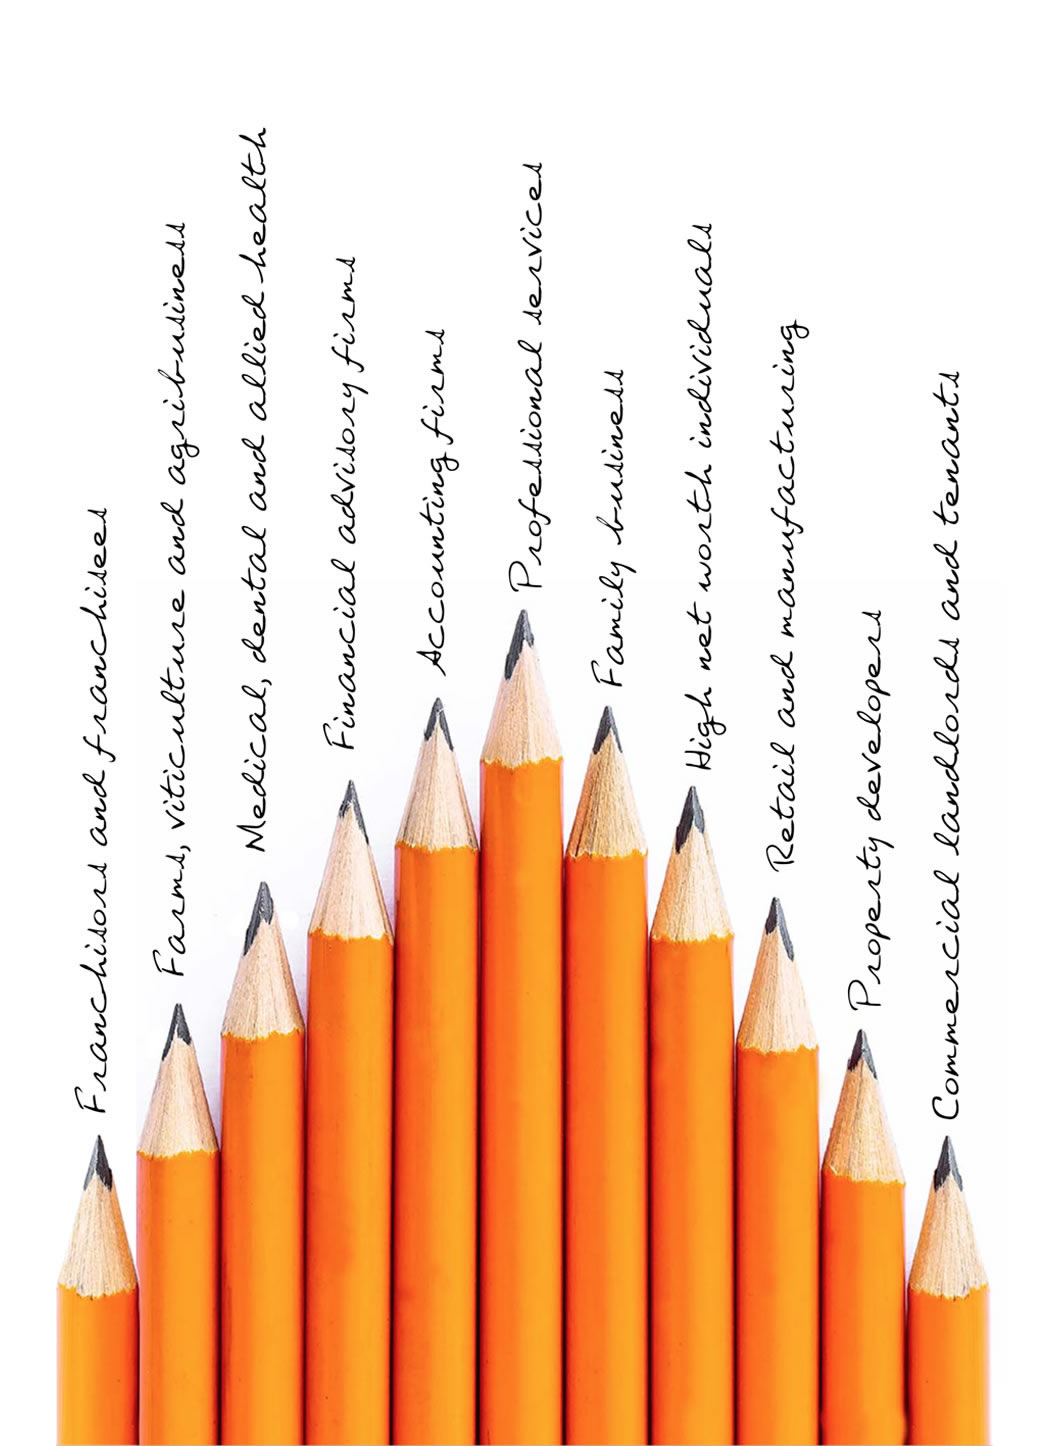 Franchisors and franchisees
Farms, viticulture and agribusiness
Medical, dental and allied health
Financial advisory firms
Accounting firms
Professional services
Family business
High net worth individuals
Retail and manufacturing
Property developers
Commercial landlords and tenants